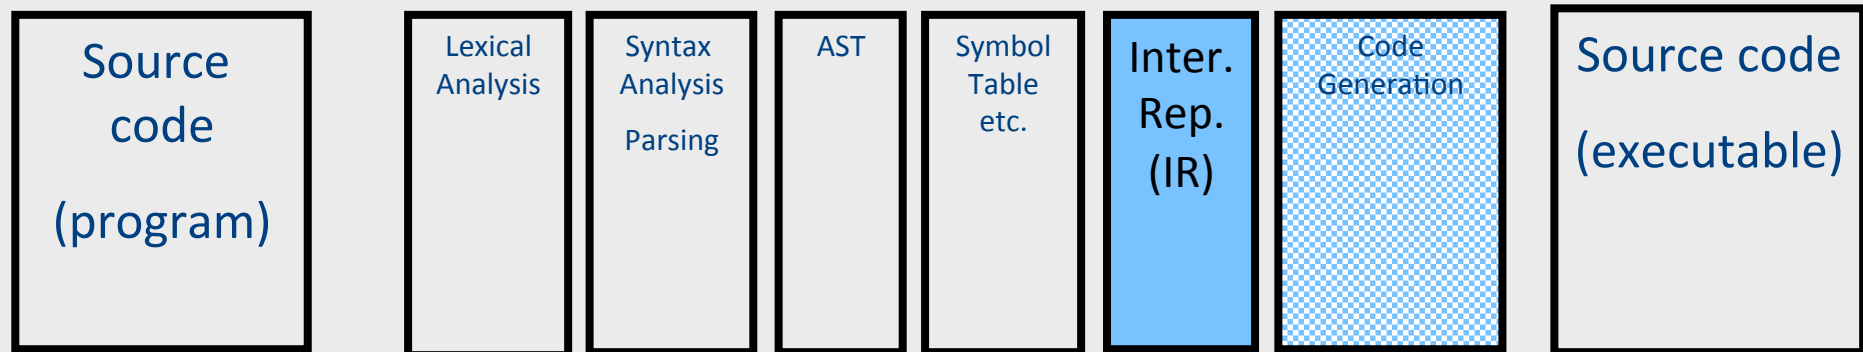 Source
code
(program)
Lexical
Analysis
Syntax
Analysis
Parsing
AST
Symbol
Table
etc.
Inter.
Rep.
(IR)
Code
Generation
Source code
(executable)